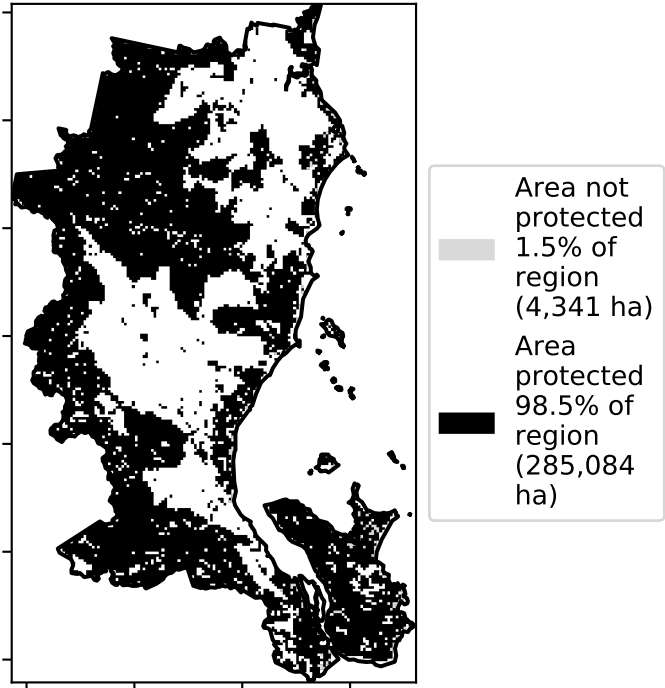 Area not
protected
1.5% of
region
(4,341 ha)
Area
protected
98.5% of
region
(285,084
ha)